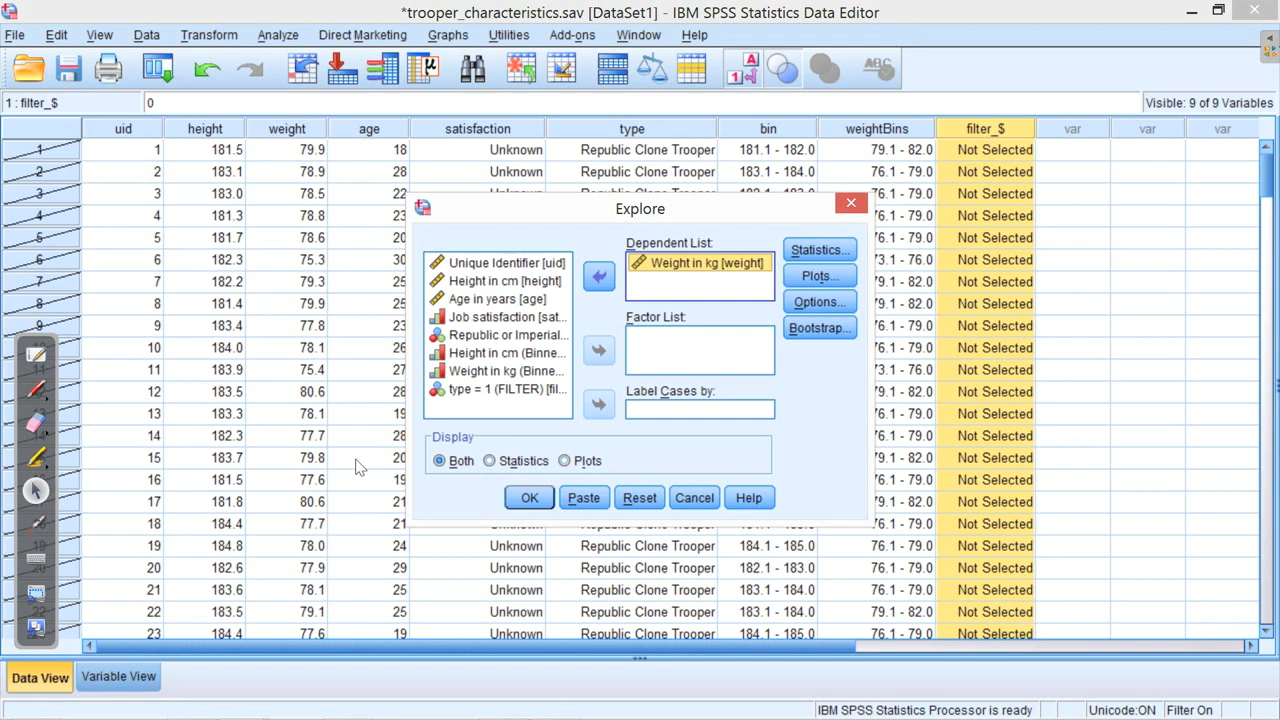 *trooper_characteristics.sav [DataSet1] - IBM SPSS Statistics Data Editor
File Edit View Data Transform Analyze Direct Marketing Graphs Utilities Add-ons Window Help
1 : filter_$ 0 Visible: 9 of 9 Variables
uid height weight age satisfaction type bin weightBins filter_$ var var var
1 1 181.5 79.9 18 Unknown Republic Clone Trooper 181.1 - 182.0 79.1 - 82.0 Not Selected
2 2 183.1 78.9 28 Unknown Republic Clone Trooper 183.1 - 184.0 76.1 - 79.0 Not Selected
3 3 183.0 78.5 22 76.1 - 79.0 Not Selected
4 4 181.3 78.8 23 76.1 - 79.0 Not Selected
5 5 181.7 78.6 20 76.1 - 79.0 Not Selected
6 6 182.3 75.3 73.1 - 76.0 Not Selected
7 7 182.2 79.3 79.1 - 82.0 Not Selected
8 8 181.4 79.9 79.1 - 82.0 Not Selected
9 9 183.4 77.8 23 76.1 - 79.0 Not Selected
10 184.0 78.1 26 76.1 - 79.0 Not Selected
11 183.9 75.4 73.1 - 76.0 Not Selected
12 183.5 80.6 28 79.1 - 82.0 Not Selected
13 183.3 78.1 19 76.1 - 79.0 Not Selected
14 182.3 77.7 28 76.1 - 79.0 Not Selected
15 183.7 79.8 20 79.1 - 82.0 Not Selected
16 181.5 77.6 19 76.1 - 79.0 Not Selected
17 181.8 80.6 21 79.1 - 82.0 Not Selected
18 184.4 77.7 21 76.1 - 79.0 Not Selected
19 184.8 78.0 24 Unknown Republic Clone Trooper 184.1 - 185.0 76.1 - 79.0 Not Selected
20 182.6 77.9 29 Unknown Republic Clone Trooper 182.1 - 183.0 76.1 - 79.0 Not Selected
21 183.6 78.1 25 Unknown Republic Clone Trooper 183.1 - 184.0 76.1 - 79.0 Not Selected
22 22 183.5 79.1 25 Unknown Republic Clone Trooper 183.1 - 184.0 79.1 - 82.0 Not Selected
23 184.4 77.6 19 Unknown Republic Clone Trooper 184.1 - 185.0 76.1 - 79.0 Not Selected
Explore
Unique Identifier [uid]
Height in cm [height]
Age in years [age]
Job satisfaction [sat...
Republic or Imperial...
Height in cm (Binne...
Weight in kg (Binne...
type = 1 (FILTER) [fil...
Dependent List:
Weight in kg [weight]
Factor List:
Label Cases by:
Statistics...
Plots...
Options...
Bootstrap...
Display
Both Statistics Plots
OK Paste Reset Cancel Help
Data View Variable View
IBM SPSS Statistics Processor is ready Unicode:ON Filter On